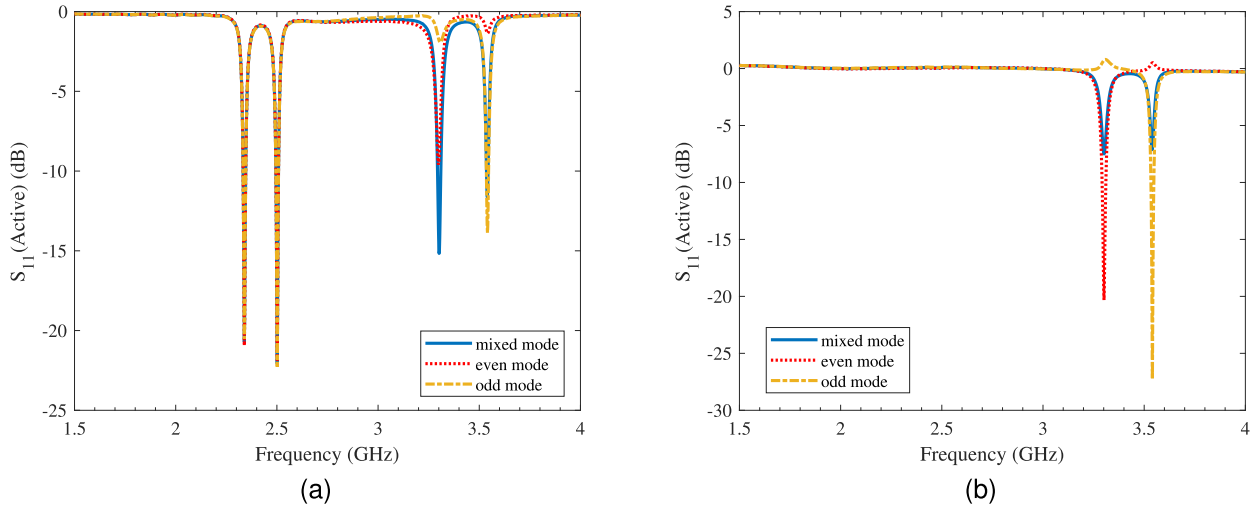 0
-5
-10
-15
-20
-25
S11(Active) (dB)
mixed mode
even mode
odd mode
1.5 2 2.5 3 3.5 4
Frequency (GHz)
(a)
5
0
-5
-10
-15
-20
-25
-30
S11(Active) (dB)
mixed mode
even mode
odd mode
1.5 2 2.5 3 3.5 4
Frequency (GHz)
(b)